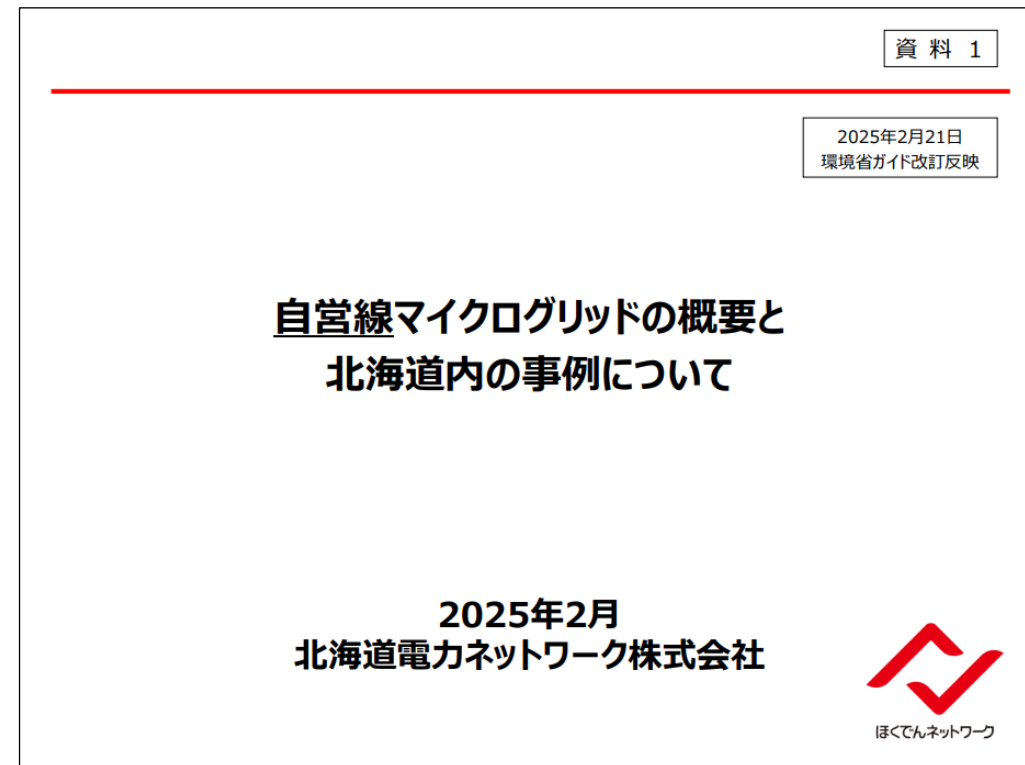 資 料 1
2025年2月21日
環境省ガイド改訂反映
自営線マイクログリッドの概要と
北海道内の事例について
2025年2月
北海道電力ネットワーク株式会社
ほくでんネットワーク